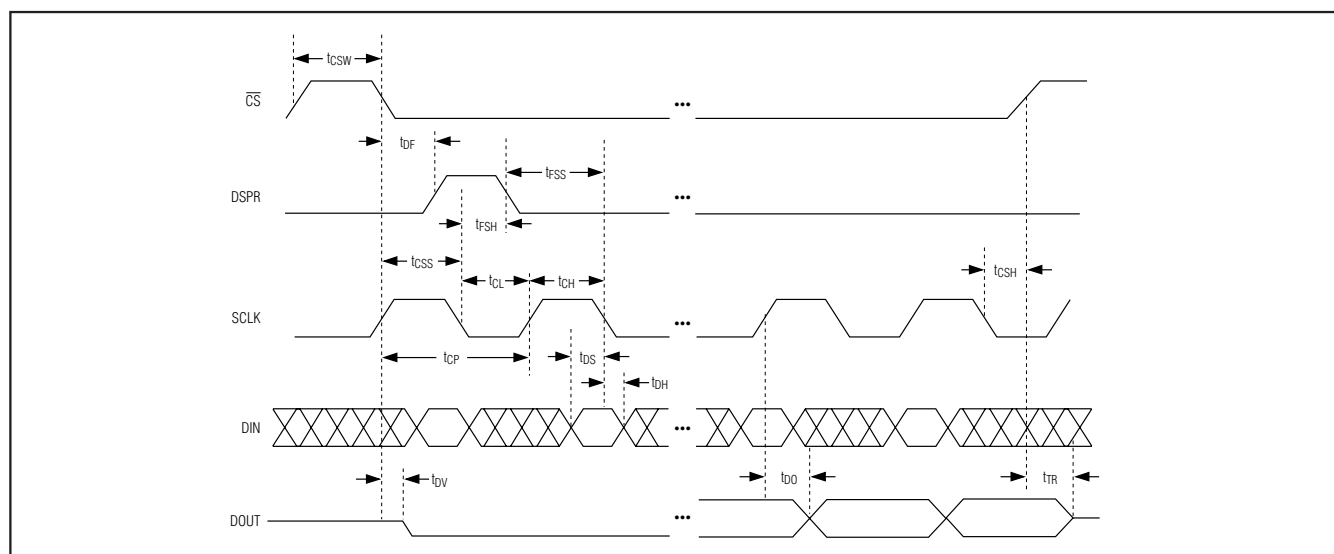 tCSW
CS
...
tDF
tFSS
DSPR
...
tFSH
tCSS
tCSH
tCL
tCH
SCLK
...
tCP
tDS
tDH
DIN
...
tDV
tDO
tTR
DOUT
...